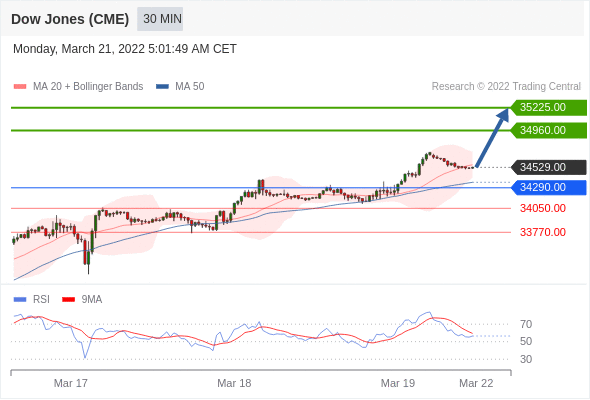 Dow Jones (CME) 30 MIN
Monday, March 21, 2022 5:01:49 AM CET
MA 20 + Bollinger Bands MA 50 Research © 2022 Trading Central
35225.00
34960.00
34529.00
34290.00
34050.00
33770.00
RSI 9MA
70
50
30
Mar 17 Mar 18 Mar 19 Mar 22